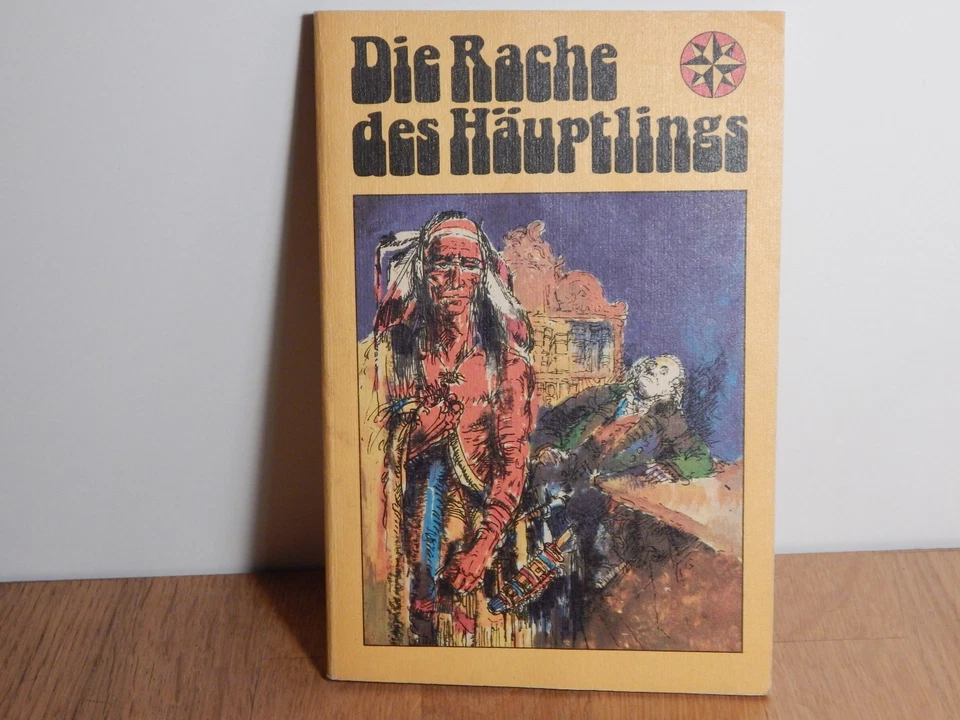 Die Rache
des Häuptlings